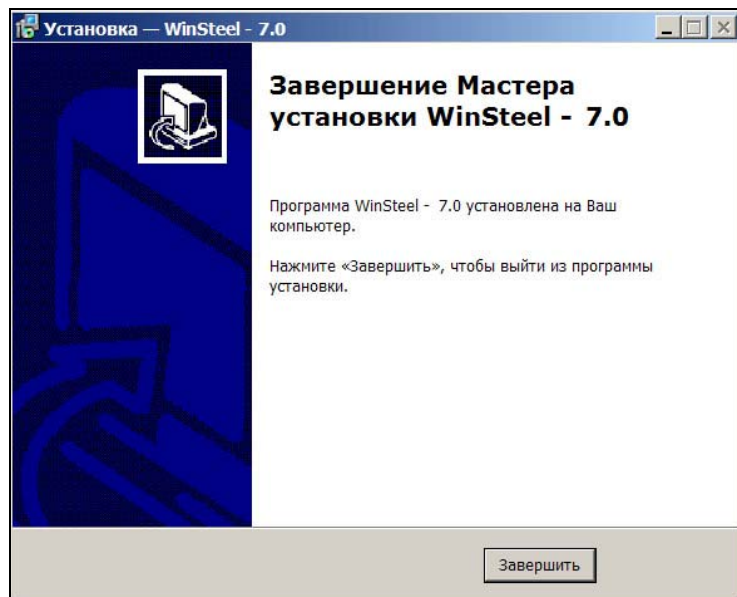 Установка — WinSteel - 7.0
Завершение Мастера
установки WinSteel - 7.0
Программа WinSteel - 7.0 установлена на Ваш
компьютер.
Нажмите «Завершить», чтобы выйти из программы
установки.
Завершить